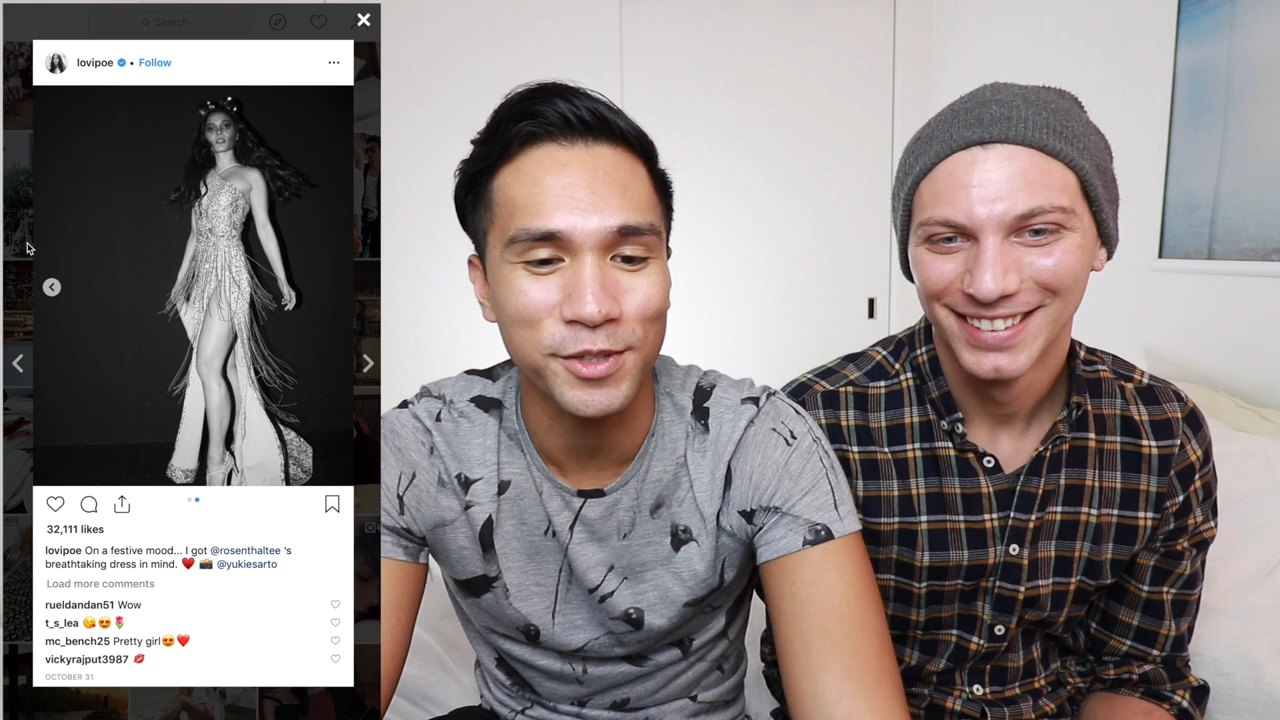 Search
lovipoe • Follow
32,111 likes
lovipoe On a festive mood... I got @rosenthaltee 's
breathtaking dress in mind. ❤️ 📸 @yukiesarto
Load more comments
rueldandan51 Wow
t_s_lea 😘😍🌷
mc_bench25 Pretty girl😍❤️
vickyrajput3987 💋
OCTOBER 31